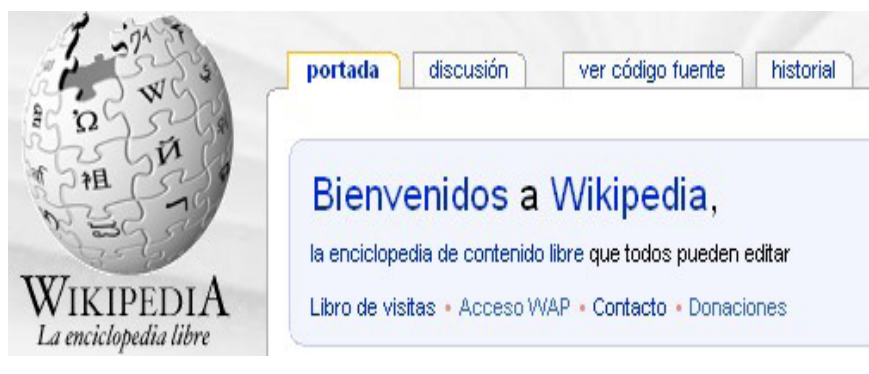 portada discusión ver código fuente historial
Bienvenidos a Wikipedia,
la enciclopedia de contenido libre que todos pueden editar
Libro de visitas • Acceso WAP • Contacto • Donaciones
W
Ω
И
祖
WIKIPEDIA
La enciclopedia libre